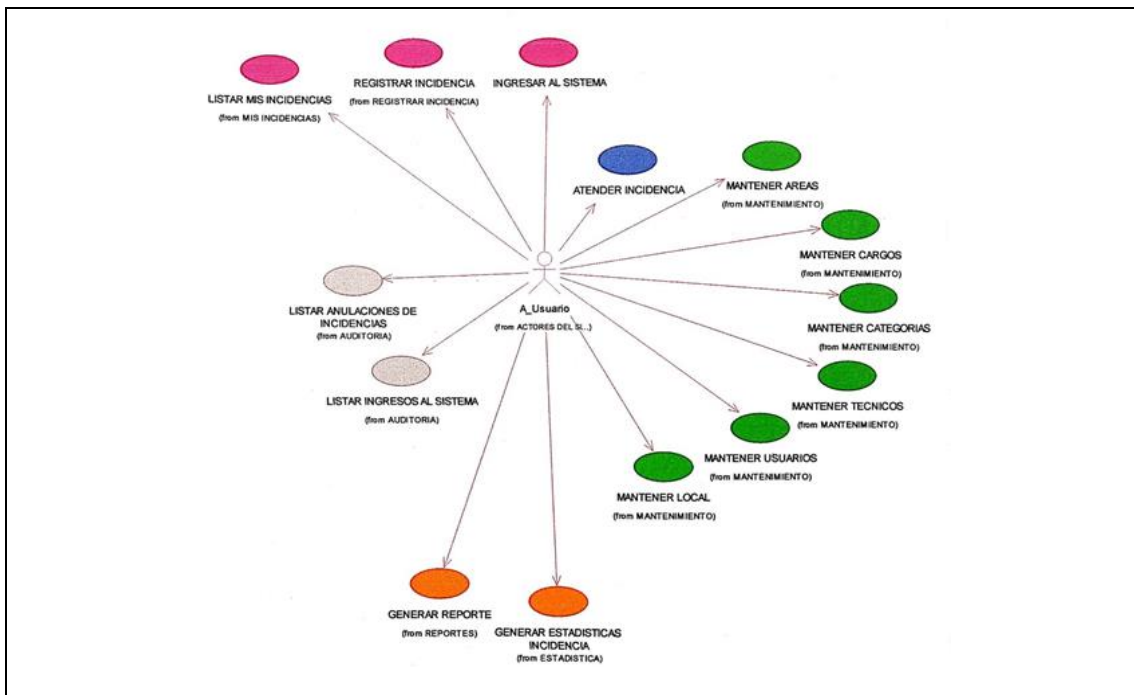 LISTAR MIS INCIDENCIAS
(from MIS INCIDENCIAS)
REGISTRAR INCIDENCIA
(from REGISTRAR INCIDENCIA)
INGRESAR AL SISTEMA
ATENDER INCIDENCIA
MANTENER AREAS
(from MANTENIMIENTO)
MANTENER CARGOS
(from MANTENIMIENTO)
MANTENER CATEGORIAS
(from MANTENIMIENTO)
MANTENER TECNICOS
(from MANTENIMIENTO)
MANTENER USUARIOS
(from MANTENIMIENTO)
MANTENER LOCAL
(from MANTENIMIENTO)
A_Usuario
(from ACTORES DEL SI...)
LISTAR ANULACIONES DE
INCIDENCIAS
(from AUDITORIA)
LISTAR INGRESOS AL SISTEMA
(from AUDITORIA)
GENERAR REPORTE
(from REPORTES)
GENERAR ESTADISTICAS
INCIDENCIA
(from ESTADISTICA)